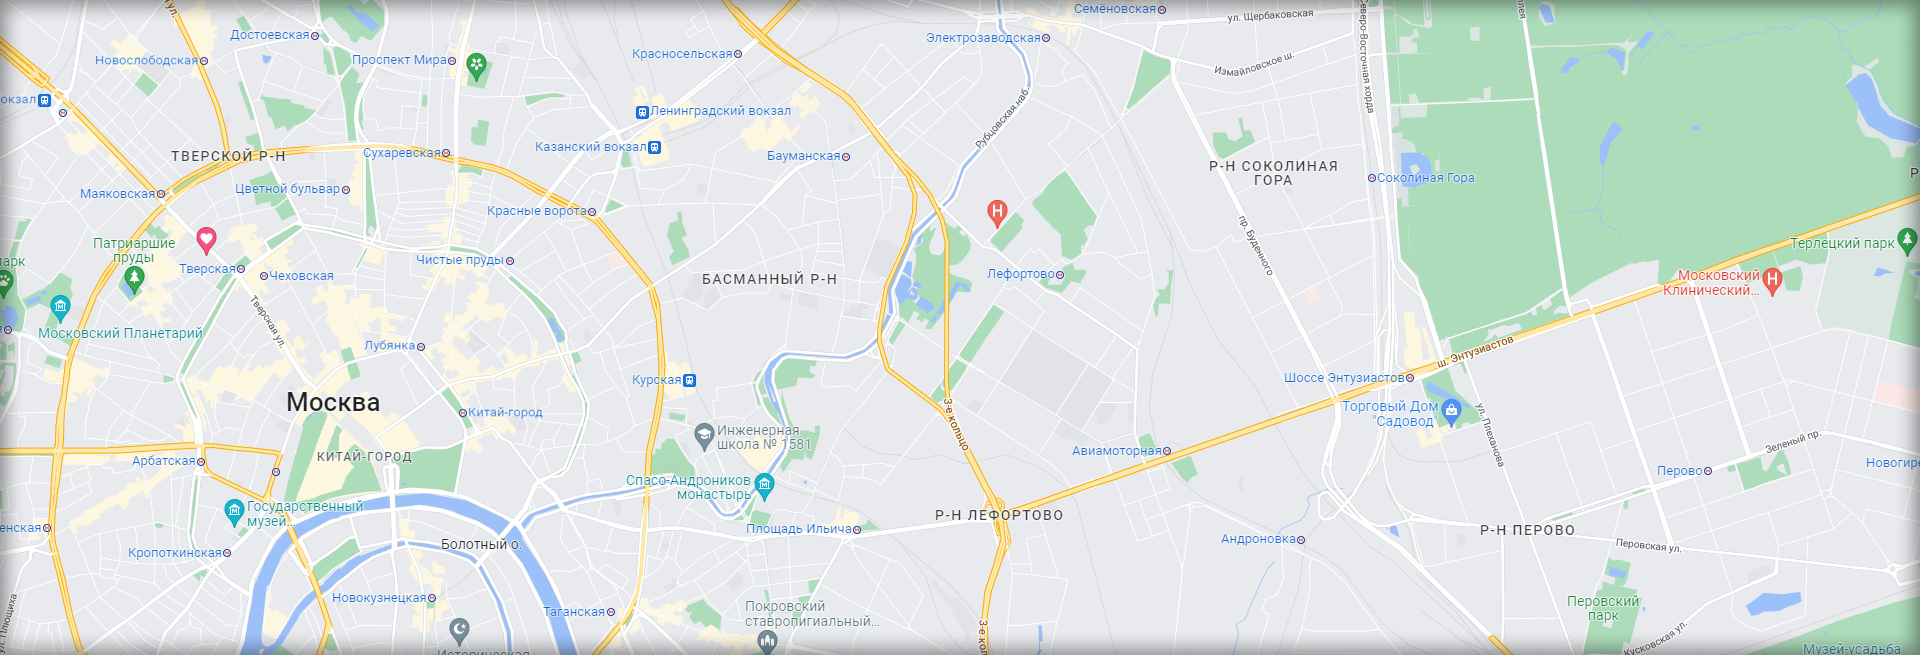 Семёновская
ул. Щербаковская
Достоевская
Электрозаводская
Северо-Восточная хорда
Новослободская
Проспект Мира
Красносельская
Измайловское ш.
окзал
Ленинградский вокзал
Рубцовская наб.
Казанский вокзал
ТВЕРСКОЙ Р-Н
Сухаревская
Бауманская
Р-Н СОКОЛИНАЯ
ГОРА
Соколиная Гора
Маяковская
Цветной бульвар
Красные ворота
пр. Буденного
Патриаршие
пруды
Терлецкий парк
арк
Тверская
Чеховская
Чистые пруды
БАСМАННЫЙ Р-Н
Лефортово
Московский
Клинический...
Тверская ул.
Московский Планетарий
Лубянка
ш. Энтузиастов
Курская
Шоссе Энтузиастов
Москва
Китай-город
3-е кольцо
Торговый Дом
"Садовод"
ул. Плеханова
Инженерная
школа № 1581
КИТАЙ-ГОРОД
Арбатская
Авиамоторная
Зеленый пр.
Перово
Новогире
Спасо-Андроников
монастырь
Государственный
музей...
Р-Н ЛЕФОРТОВО
енская
Площадь Ильича
Р-Н ПЕРОВО
Болотный о.
Кропоткинская
Андроновка
Перовская ул.
Новокузнецкая
Таганская
Покровский
ставропигиальный...
Перовский
парк
ул. Плющиха
3-е кол
Кусковская ул.
Историческая
Музей-усадьба